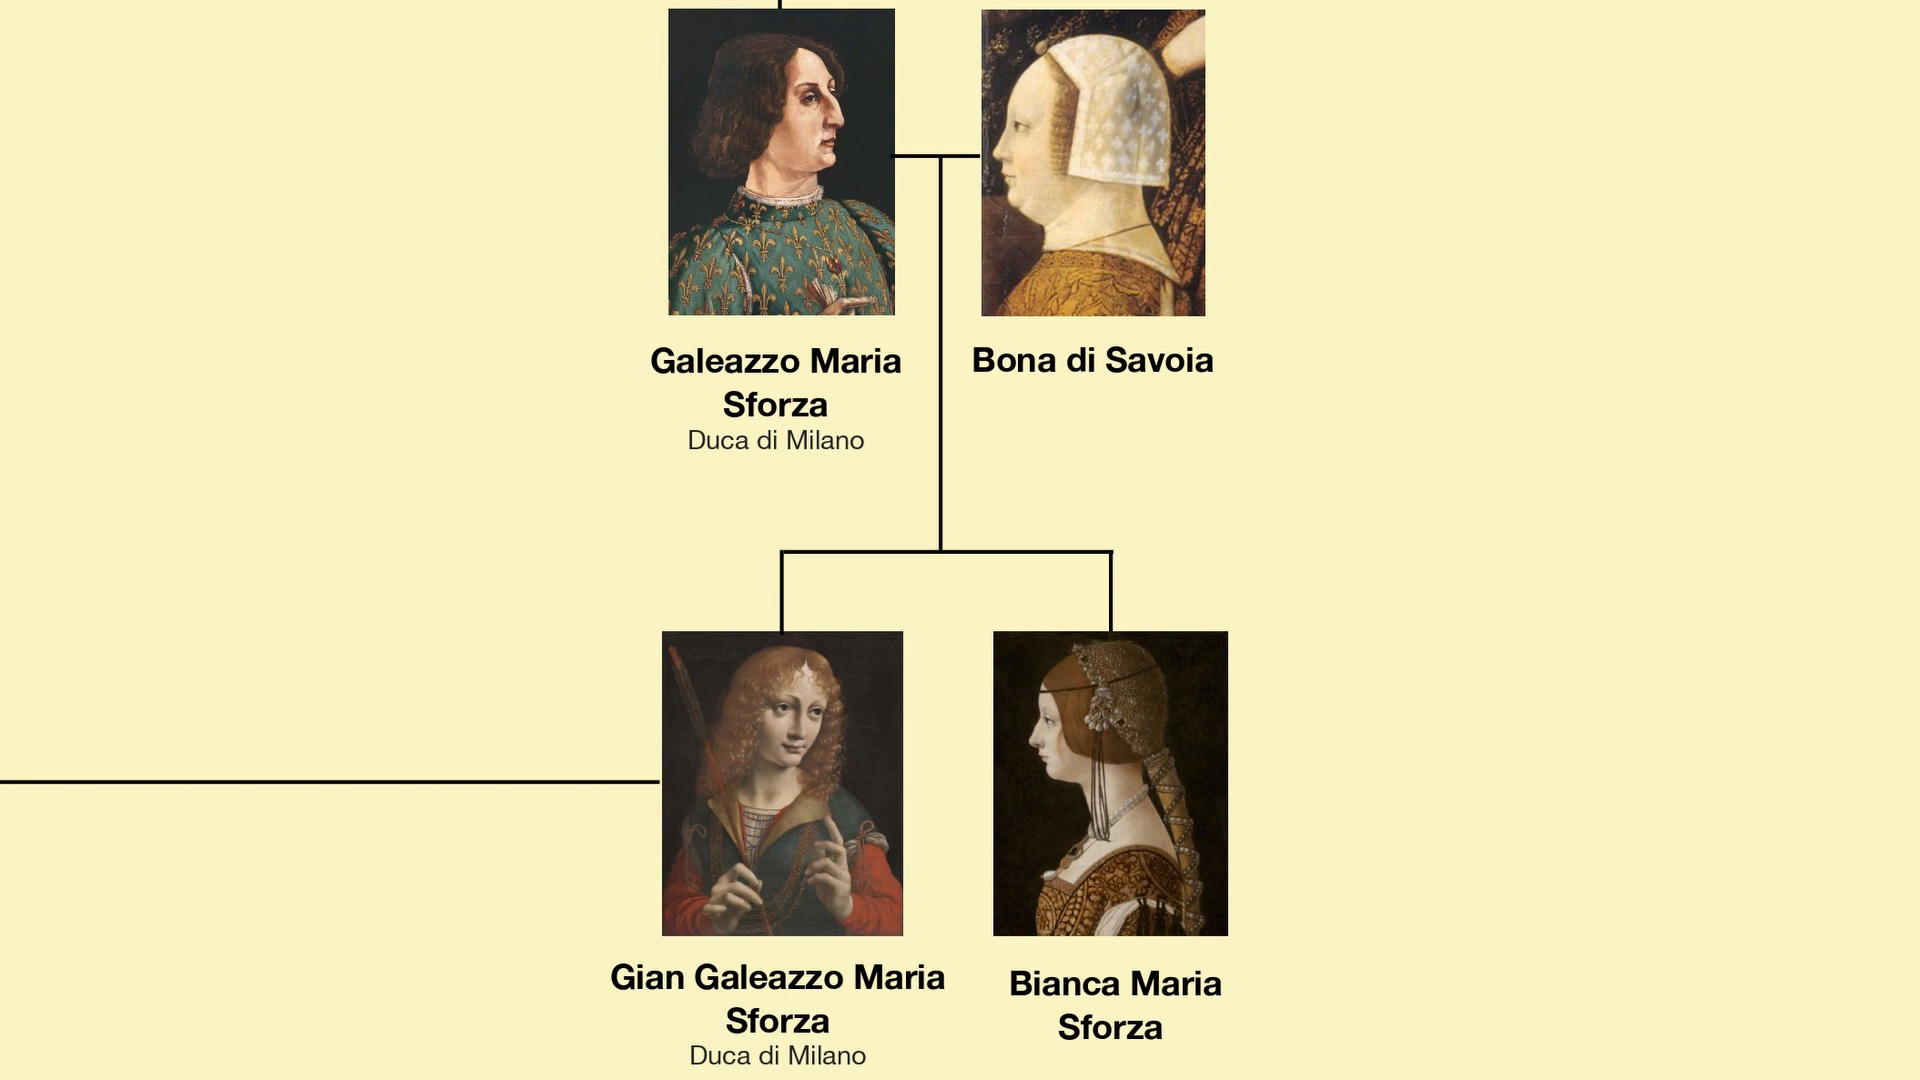 Galeazzo Maria
Sforza
Duca di Milano
Bona di Savoia
Gian Galeazzo Maria
Sforza
Duca di Milano
Bianca Maria
Sforza